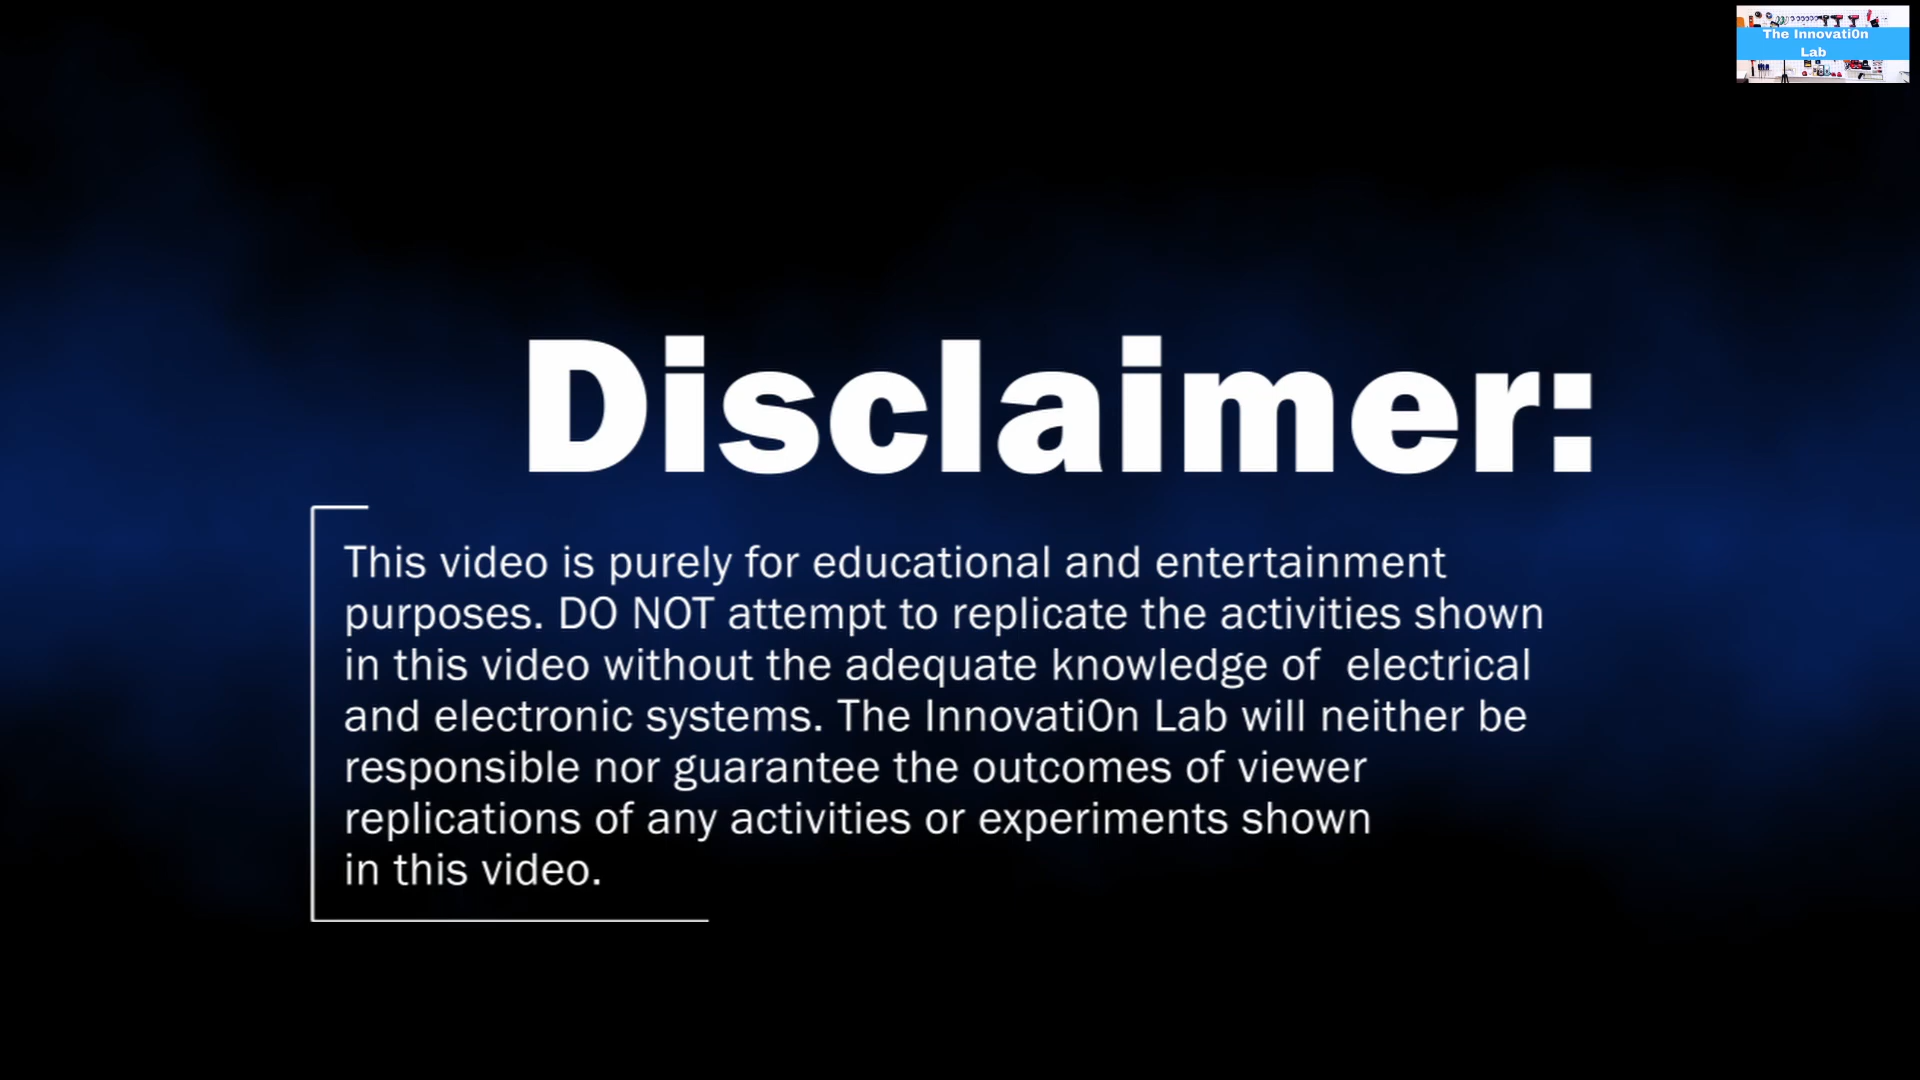 The Innovati0n
Lab
Disclaimer:
This video is purely for educational and entertainment
purposes. DO NOT attempt to replicate the activities shown
in this video without the adequate knowledge of  electrical
and electronic systems. The Innovati0n Lab will neither be
responsible nor guarantee the outcomes of viewer
replications of any activities or experiments shown
in this video.